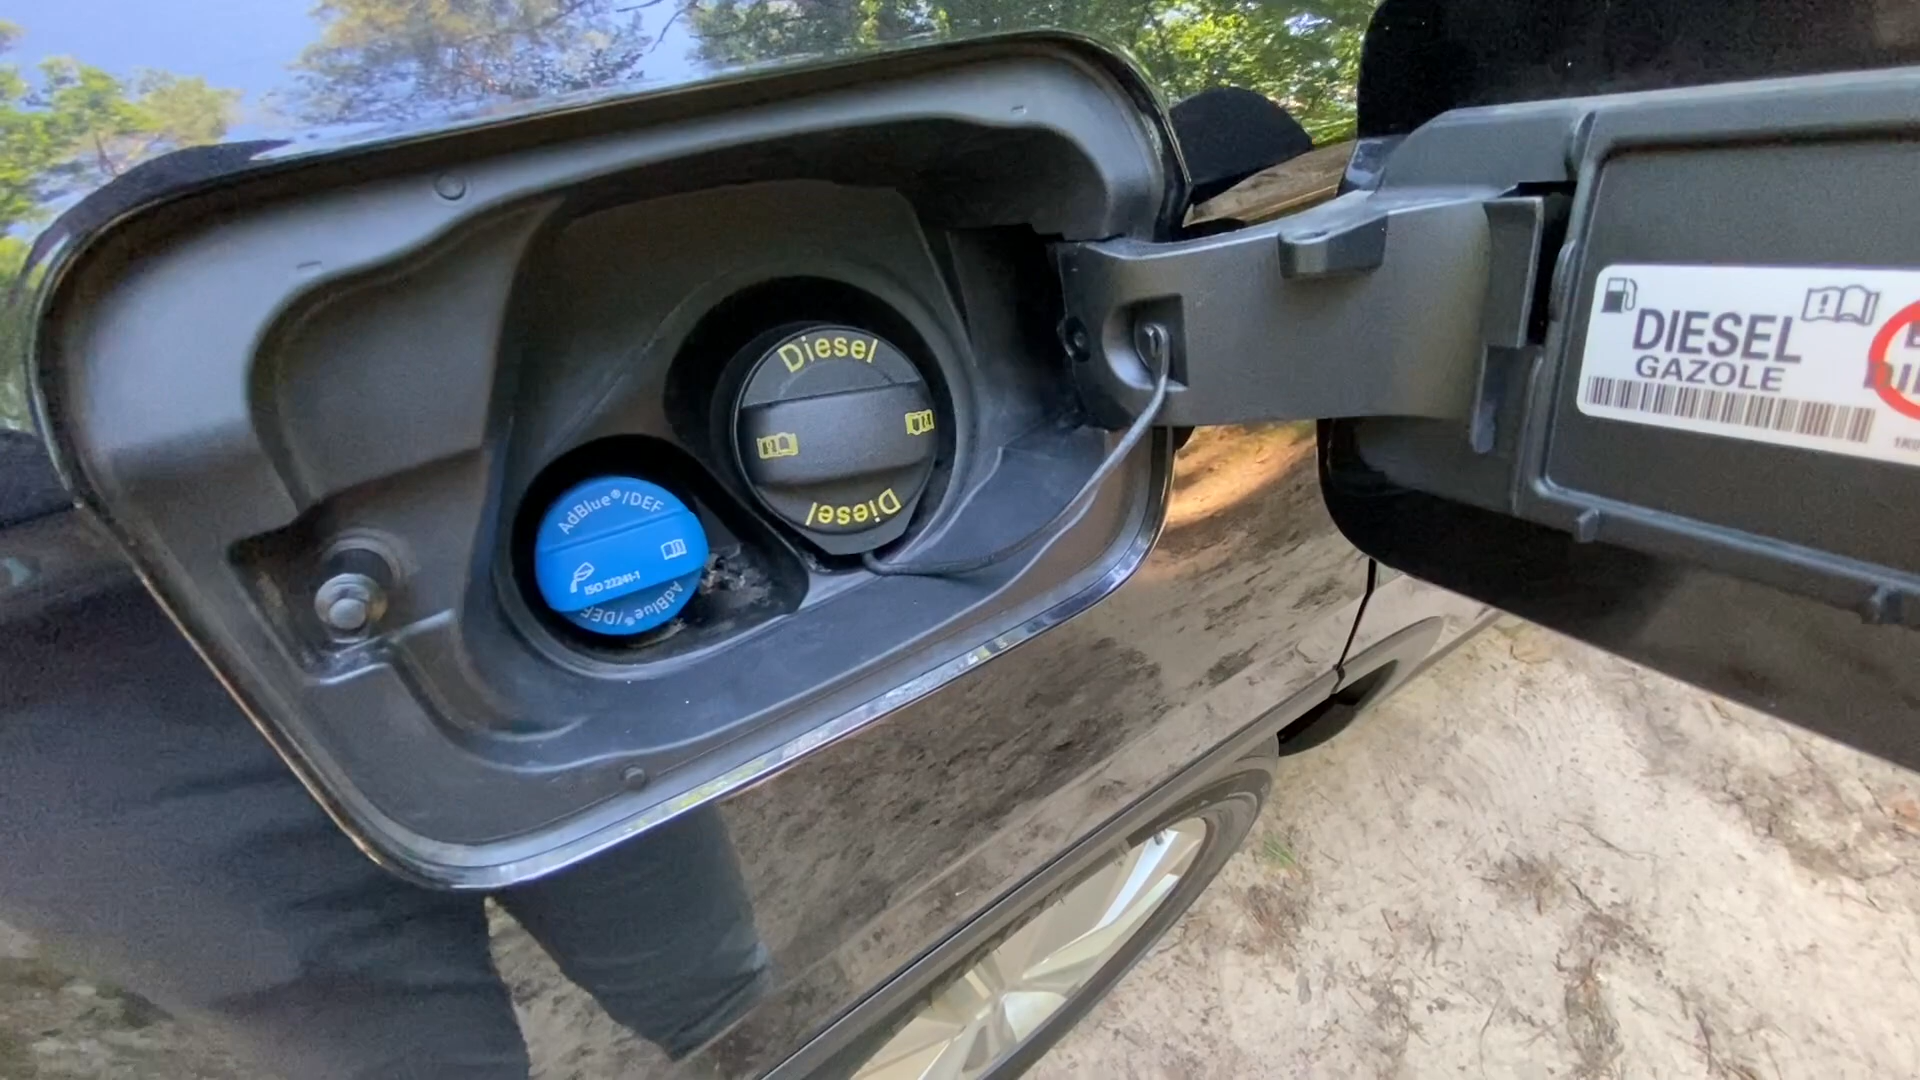 Diesel
Diesel
AdBlue®/DEF
ISO 22241-1
AdBlue®/DEF
DIESEL
GAZOLE